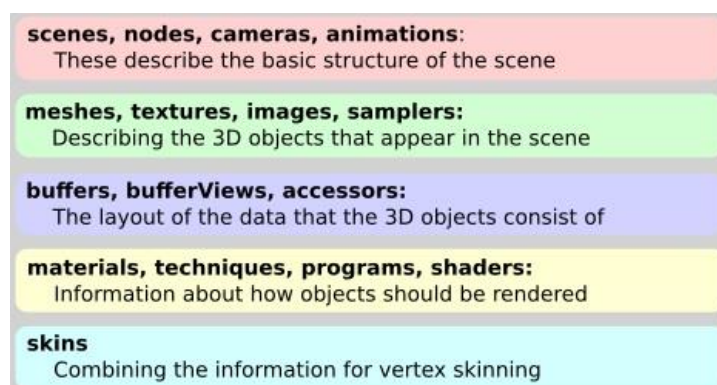 scenes, nodes, cameras, animations:
These describe the basic structure of the scene
meshes, textures, images, samplers:
Describing the 3D objects that appear in the scene
buffers, bufferViews, accessors:
The layout of the data that the 3D objects consist of
materials, techniques, programs, shaders:
Information about how objects should be rendered
skins
Combining the information for vertex skinning